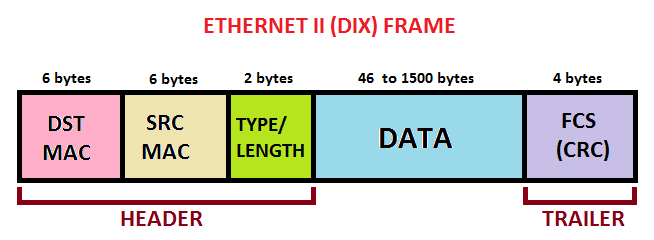 ETHERNET II (DIX) FRAME
6 bytes 6 bytes 2 bytes 46 to 1500 bytes 4 bytes
DST
MAC
SRC
MAC
TYPE/
LENGTH
DATA
FCS
(CRC)
HEADER TRAILER